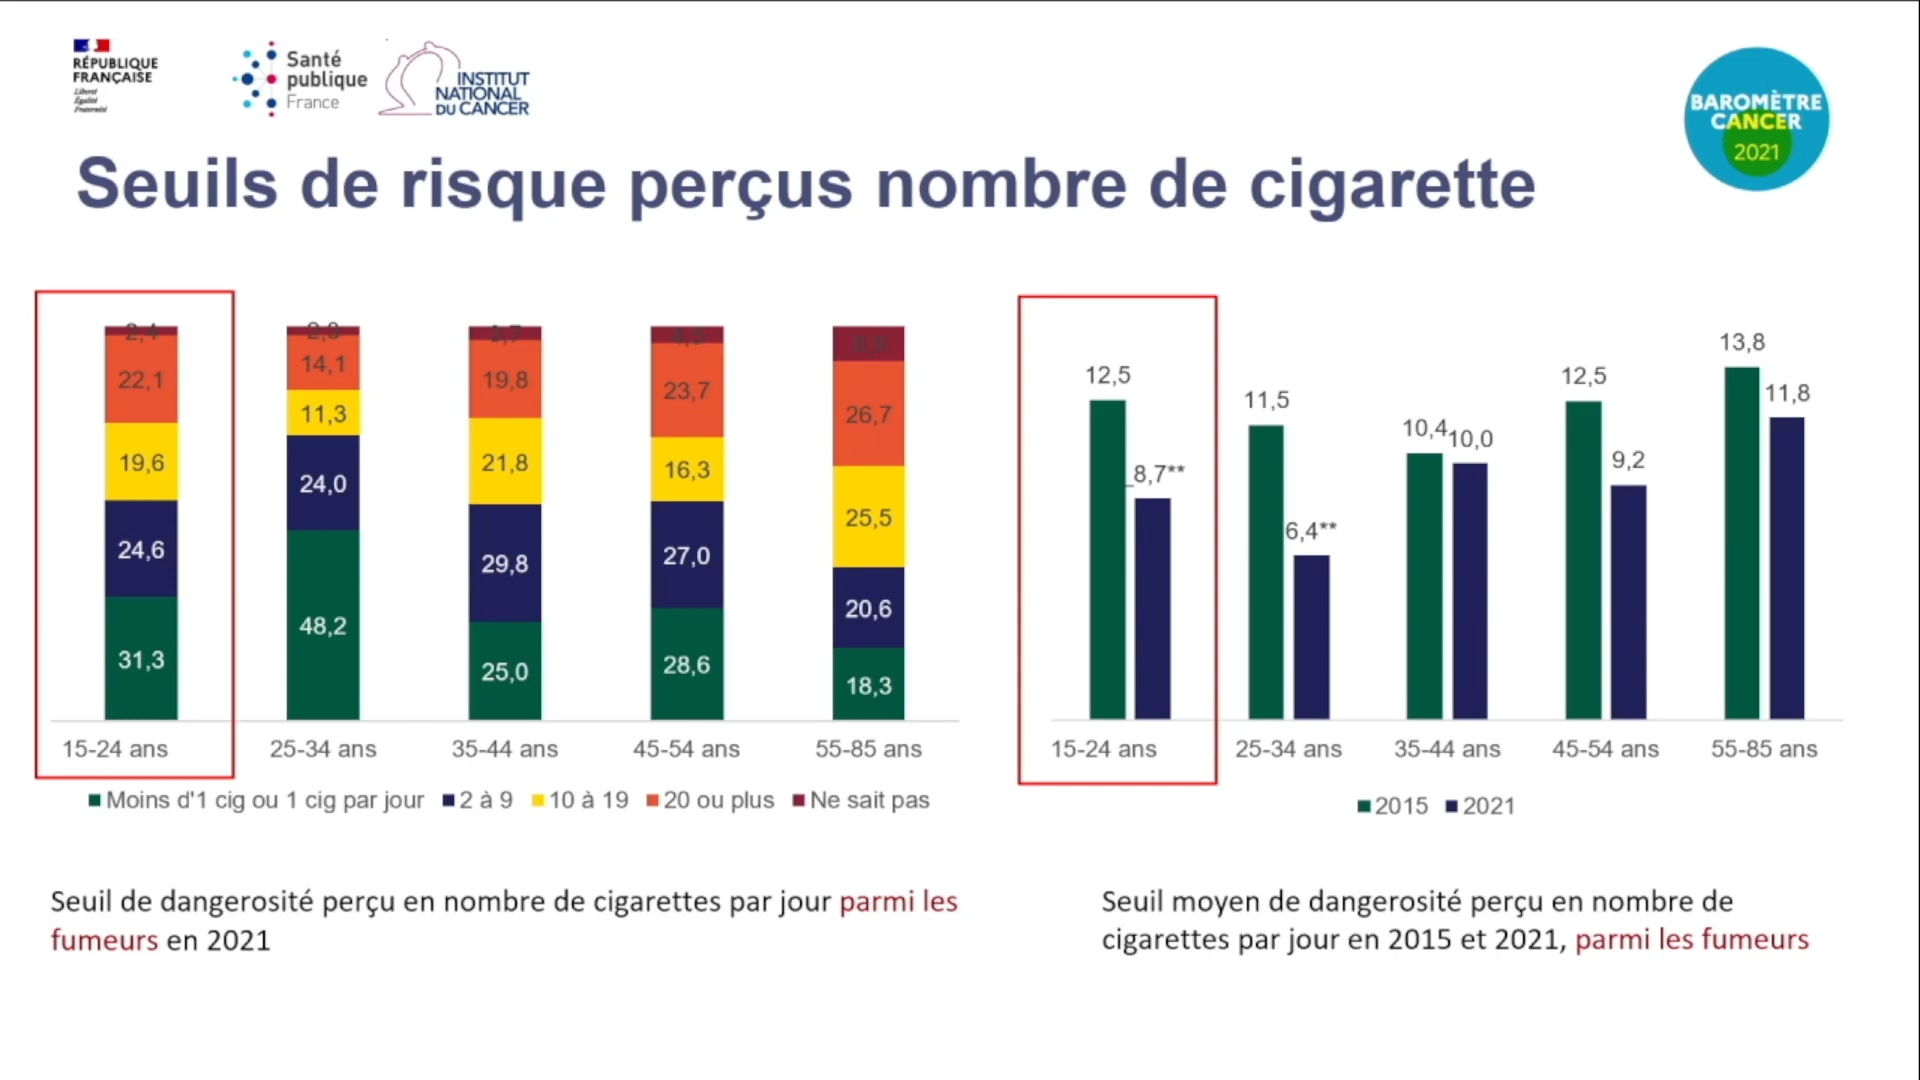 RÉPUBLIQUE
FRANÇAISE
Liberté
Égalité
Fraternité
Santé
publique
France
INSTITUT
NATIONAL
DU CANCER
BAROMÈTRE
CANCER
2021
Seuils de risque perçus nombre de cigarette
2,4
22,1
19,6
24,6
31,3
14,1
11,3
24,0
48,2
19,8
21,8
29,8
25,0
23,7
16,3
27,0
28,6
26,7
25,5
20,6
18,3
15-24 ans 25-34 ans 35-44 ans 45-54 ans 55-85 ans
Moins d'1 cig ou 1 cig par jour 2 à 9 10 à 19 20 ou plus Ne sait pas
12,5
8,7**
11,5
6,4**
10,4
10,0
12,5
9,2
13,8
11,8
15-24 ans 25-34 ans 35-44 ans 45-54 ans 55-85 ans
2015 2021
Seuil de dangerosité perçu en nombre de cigarettes par jour parmi les
fumeurs en 2021
Seuil moyen de dangerosité perçu en nombre de
cigarettes par jour en 2015 et 2021, parmi les fumeurs